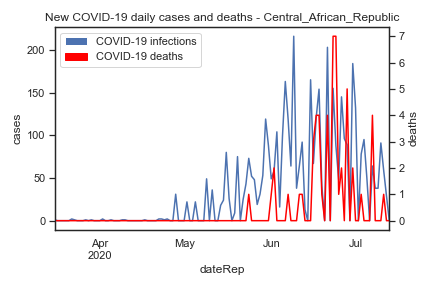 New COVID-19 daily cases and deaths - Central_African_Republic
COVID-19 infections
COVID-19 deaths
200
150
100
50
0
cases
7
6
5
4
3
2
1
0
deaths
Apr
2020
May
Jun
Jul
dateRep